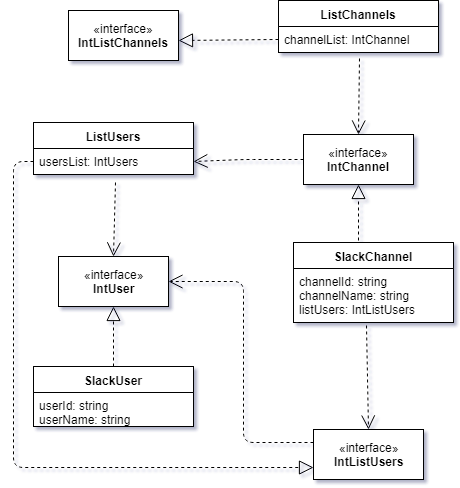 «interface»
IntListChannels
ListChannels
channelList: IntChannel
ListUsers
usersList: IntUsers
«interface»
IntChannel
«interface»
IntUser
SlackChannel
channelId: string
channelName: string
listUsers: IntListUsers
SlackUser
userId: string
userName: string
«interface»
IntListUsers